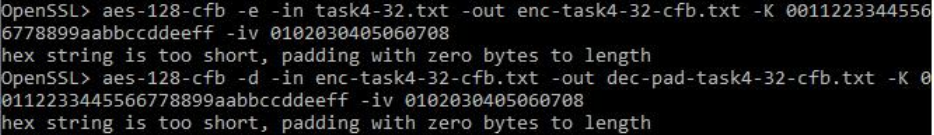 OpenSSL> aes-128-cfb -e -in task4-32.txt -out enc-task4-32-cfb.txt -K 0011223344556
6778899aabbccddeeff -iv 0102030405060708
hex string is too short, padding with zero bytes to length
OpenSSL> aes-128-cfb -d -in enc-task4-32-cfb.txt -out dec-pad-task4-32-cfb.txt -K 0
0112233445566778899aabbccddeeff -iv 0102030405060708
hex string is too short, padding with zero bytes to length